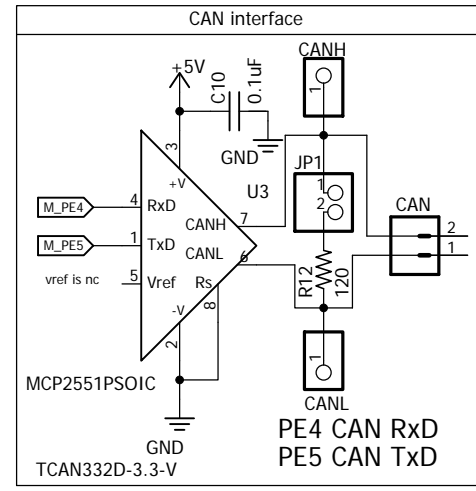 CAN interface
CANH
+5V
C10
0.1uF
1
3
GND
JP1
+V
U3
1
M_PE4
4
RxD
2
CAN
CANH
7
2
M_PE5
1
TxD
CANL
6
1
vref is nc
5
Vref
Rs
R12
120
-V
8
2
1
MCP2551PSOIC
CANL
GND
PE4 CAN RxD
PE5 CAN TxD
TCAN332D-3.3-V